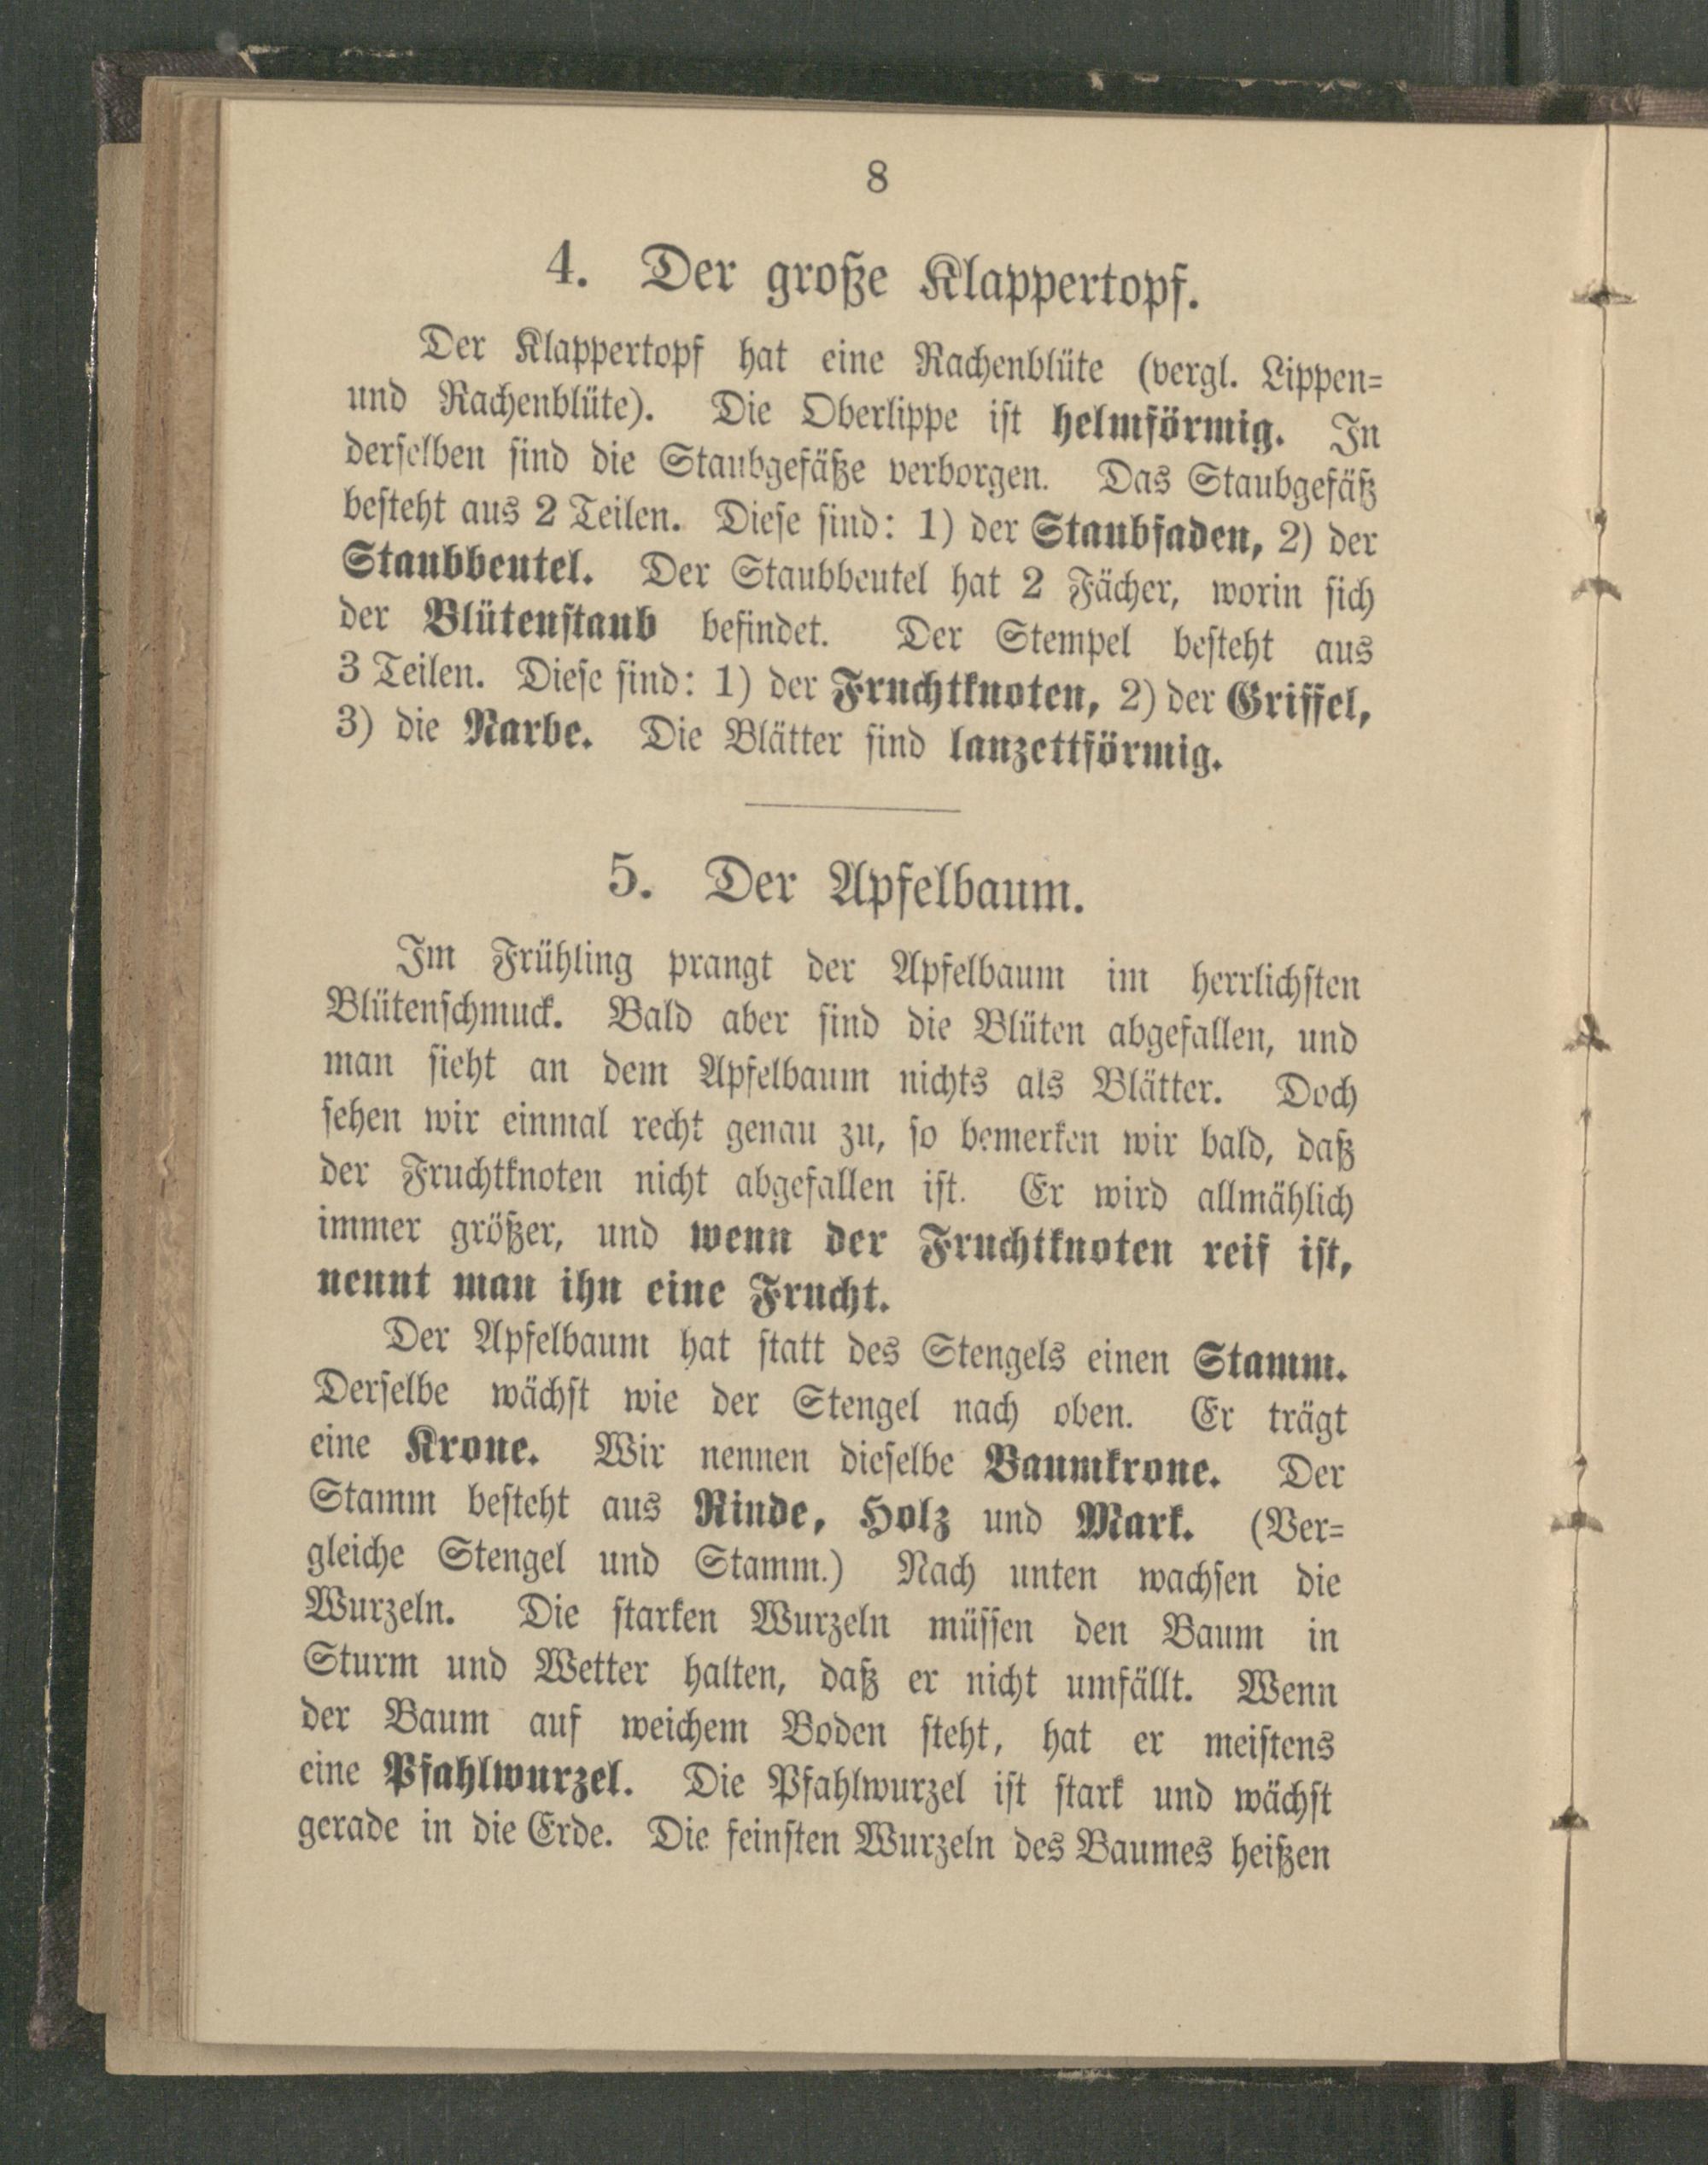 8
4. Der große Klappertopf.
Der Klappertopf hat eine Rachenblüte (vergl. Lippen=
und Rachenblüte). Die Oberlippe ist helmförmig. In
derselben sind die Staubgefäße verborgen. Das Staubgefäß
besteht aus 2 Teilen. Diese sind: 1) der Staubfaden, 2) der
Staubbeutel. Der Staubbeutel hat 2 Fächer, worin sich
der Blütenstaub befindet. Der Stempel besteht aus
3 Teilen. Diese sind: 1) der Fruchtknoten, 2) der Griffel,
3) die Narbe. Die Blätter sind lanzettförmig.
5. Der Apfelbaum.
Im Frühling prangt der Apfelbaum im herrlichsten
Blütenschmuck. Bald aber sind die Blüten abgefallen, und
man sieht an dem Apfelbaum nichts als Blätter. Doch
sehen wir einmal recht genau zu, so bemerken wir bald, daß
der Fruchtknoten nicht abgefallen ist. Er wird allmählich
immer größer, und wenn der Fruchtknoten reif ist,
nennt man ihn eine Frucht.
Der Apfelbaum hat statt des Stengels einen Stamm.
Derselbe wächst wie der Stengel nach oben. Er trägt
eine Krone. Wir nennen dieselbe Baumkrone. Der
Stamm besteht aus Rinde, Holz und Mark. (Ver=
gleiche Stengel und Stamm.) Nach unten wachsen die
Wurzeln. Die starken Wurzeln müssen den Baum in
Sturm und Wetter halten, daß er nicht umfällt. Wenn
der Baum auf weichem Boden steht, hat er meistens
eine Pfahlwurzel. Die Pfahlwurzel ist stark und wächst
gerade in die Erde. Die feinsten Wurzeln des Baumes heißen